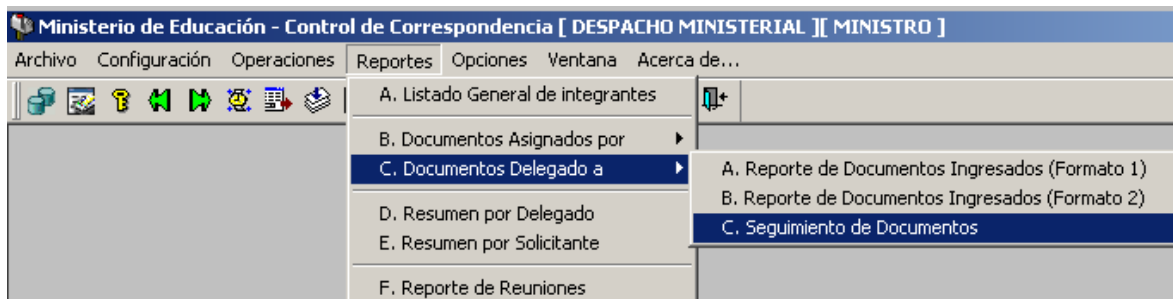 Ministerio de Educación - Control de Correspondencia [ DESPACHO MINISTERIAL ][ MINISTRO ]
Archivo Configuración Operaciones Reportes Opciones Ventana Acerca de...
A. Listado General de integrantes
B. Documentos Asignados por
C. Documentos Delegado a
A. Reporte de Documentos Ingresados (Formato 1)
B. Reporte de Documentos Ingresados (Formato 2)
C. Seguimiento de Documentos
D. Resumen por Delegado
E. Resumen por Solicitante
F. Reporte de Reuniones